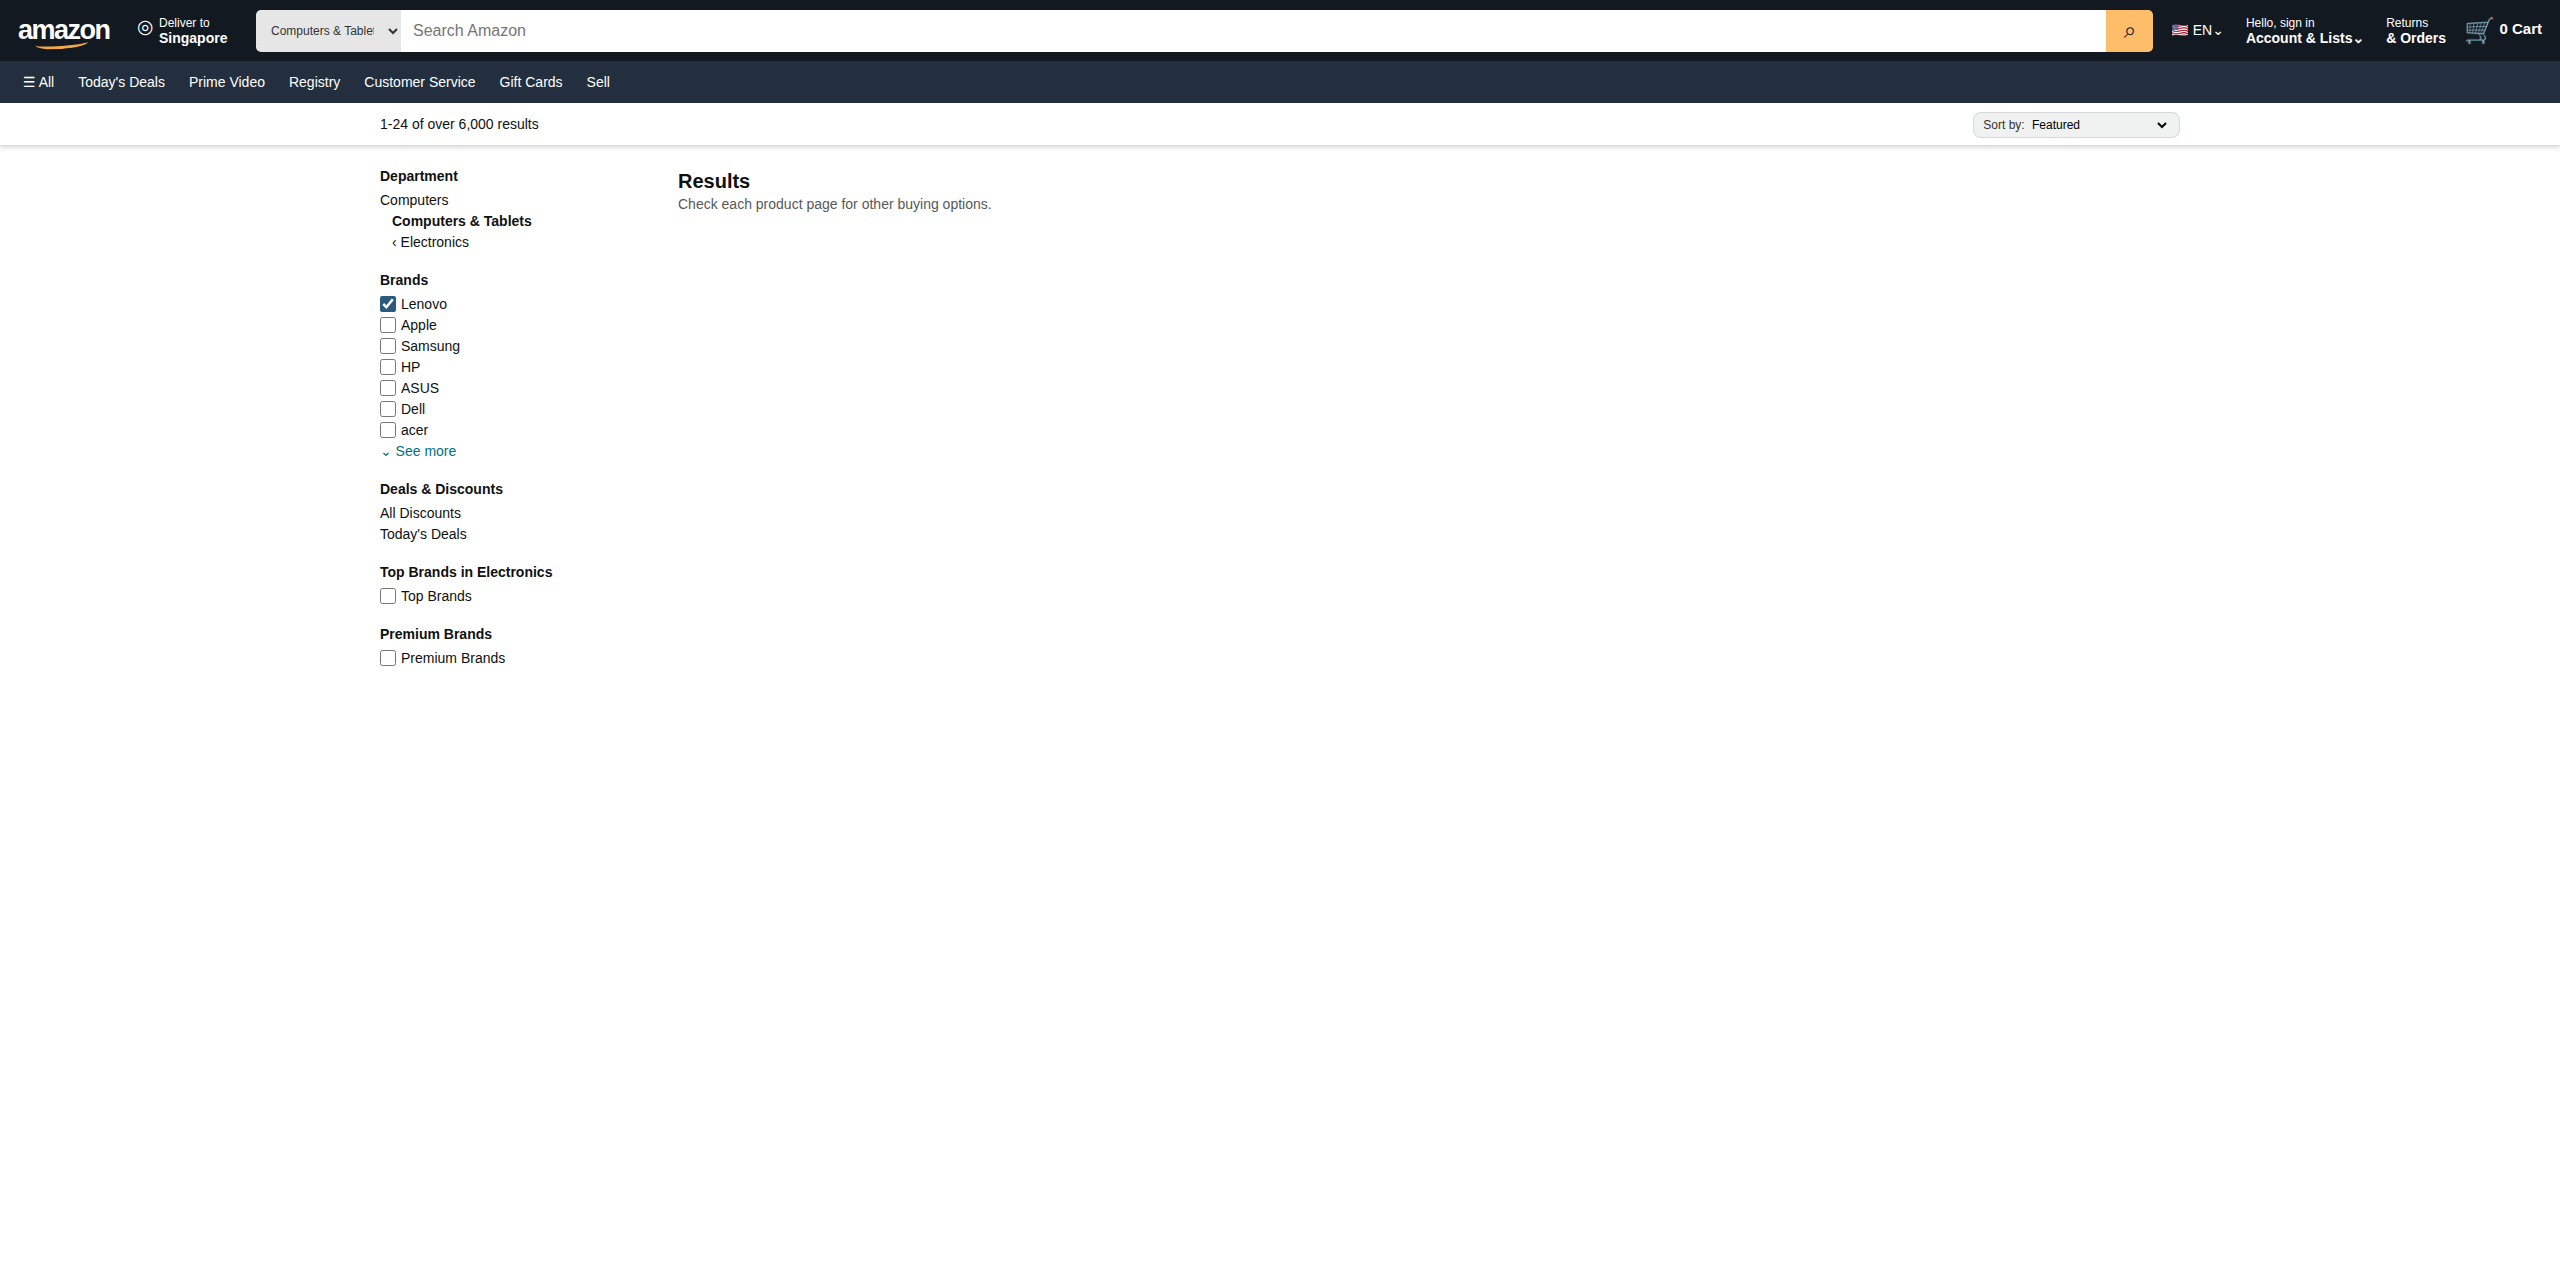 amazon
Deliver to
Singapore
Computers & Tablet
Search Amazon
EN
Hello, sign in
Account & Lists
Returns
& Orders
0 Cart
☰ All Today's Deals Prime Video Registry Customer Service Gift Cards Sell
1-24 of over 6,000 results
Sort by: Featured
Department
Computers
Computers & Tablets
‹ Electronics
Brands
Lenovo
Apple
Samsung
HP
ASUS
Dell
acer
See more
Deals & Discounts
All Discounts
Today's Deals
Top Brands in Electronics
Top Brands
Premium Brands
Premium Brands
Results
Check each product page for other buying options.